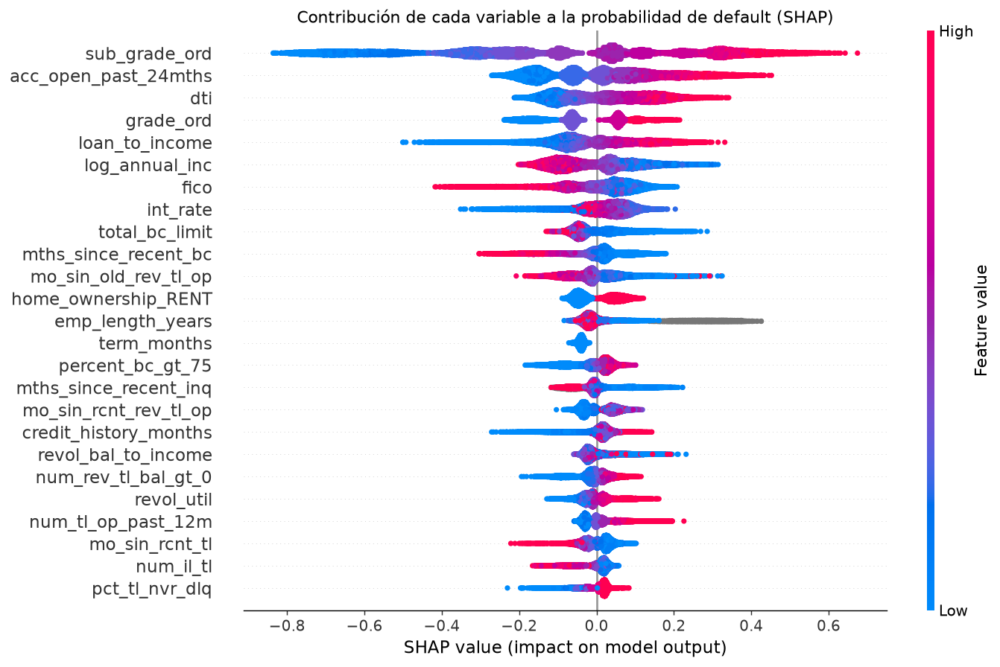 Contribución de cada variable a la probabilidad de default (SHAP)
High
sub_grade_ord
acc_open_past_24mths
dti
grade_ord
loan_to_income
log_annual_inc
fico
int_rate
total_bc_limit
mths_since_recent_bc
mo_sin_old_rev_tl_op
home_ownership_RENT
emp_length_years
term_months
percent_bc_gt_75
mths_since_recent_inq
mo_sin_rcnt_rev_tl_op
credit_history_months
revol_bal_to_income
num_rev_tl_bal_gt_0
revol_util
num_tl_op_past_12m
mo_sin_rcnt_tl
num_il_tl
pct_tl_nvr_dlq
Feature value
Low
−0.8 −0.6 −0.4 −0.2 0.0 0.2 0.4 0.6
SHAP value (impact on model output)